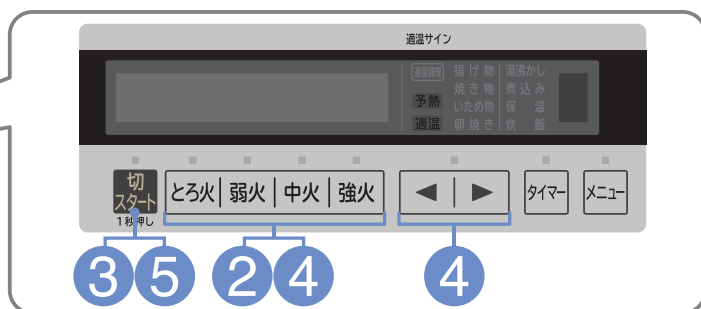 適温サイン
適温調理 揚げ物 湯沸かし
焼き物 煮込み
予熱 いため物 保温
適温 卵焼き 炊飯
切
スタート
とろ火 弱火 中火 強火 ◀ ▶ タイマー メニュー
1秒押し
3 5 2 4 4